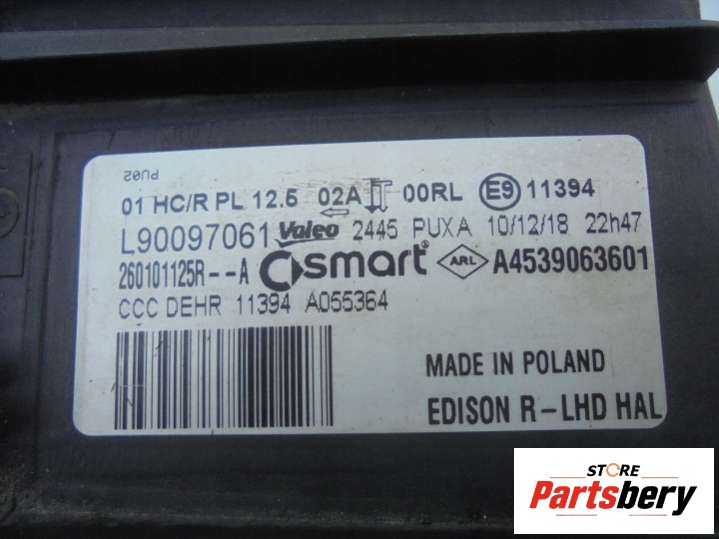 PU02
01 HC/R PL 12.5 02A 00RL E9 11394
L90097061 Valeo 2445 PUXA 10/12/18 22h47
260101125R--A smart ARL A4539063601
CCC DEHR 11394 A055364
MADE IN POLAND
EDISON R-LHD HAL
STORE
Partsbery